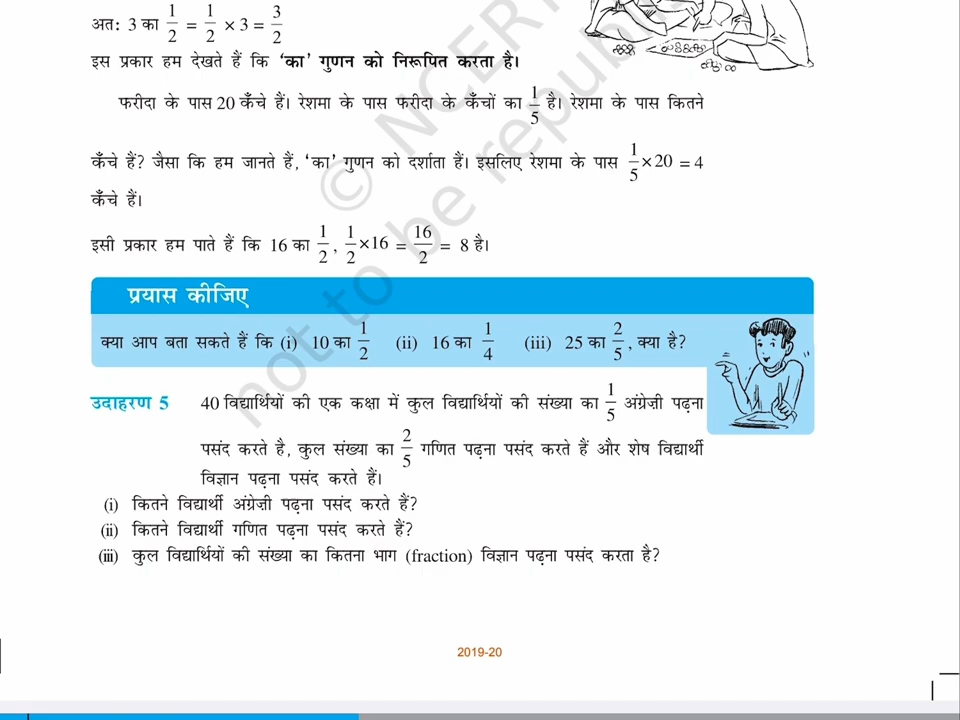 अतः 3 का 1/2 = 1/2 × 3 = 3/2
इस प्रकार हम देखते हैं कि ‘का’ गुणन को निरूपित करता है।
फरीदा के पास 20 कँचे हैं। रेशमा के पास फरीदा के कँचों का 1/5 है। रेशमा के पास कितने
कँचे हैं? जैसा कि हम जानते हैं, ‘का’ गुणन को दर्शाता हैं। इसलिए रेशमा के पास 1/5 × 20 = 4
कँचे हैं।
इसी प्रकार हम पाते हैं कि 16 का 1/2, 1/2 × 16 = 16/2 = 8 है।
प्रयास कीजिए
क्या आप बता सकते हैं कि (i) 10 का 1/2 (ii) 16 का 1/4 (iii) 25 का 2/5, क्या है?
उदाहरण 5 40 विद्यार्थियों की एक कक्षा में कुल विद्यार्थियों की संख्या का 1/5 अंग्रेज़ी पढ़ना
पसंद करते है, कुल संख्या का 2/5 गणित पढ़ना पसंद करते हैं और शेष विद्यार्थी
विज्ञान पढ़ना पसंद करते हैं।
(i) कितने विद्यार्थी अंग्रेज़ी पढ़ना पसंद करते हैं?
(ii) कितने विद्यार्थी गणित पढ़ना पसंद करते हैं?
(iii) कुल विद्यार्थियों की संख्या का कितना भाग (fraction) विज्ञान पढ़ना पसंद करता है?
© NCERT
not to be republi
2019-20